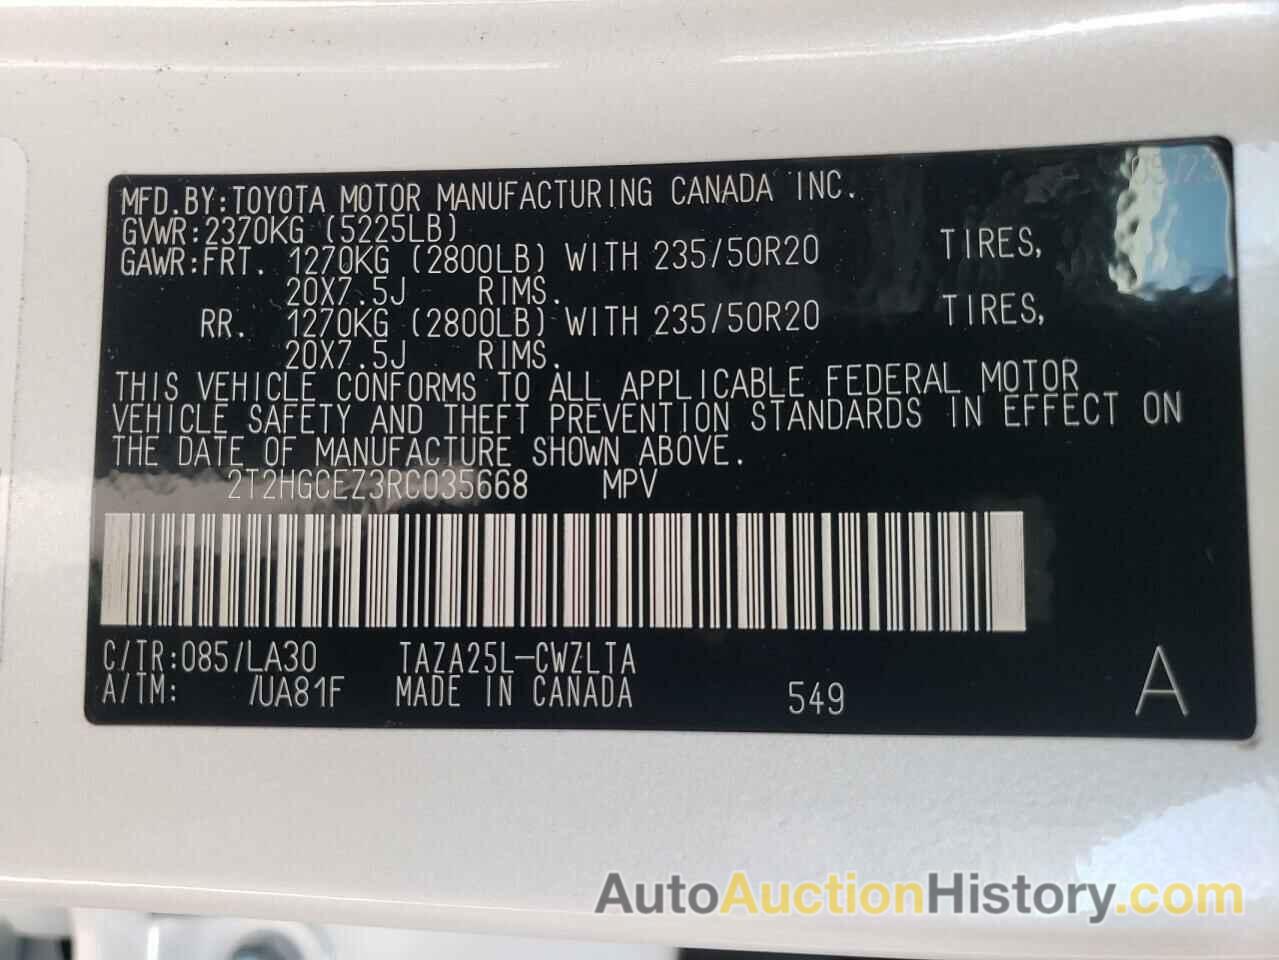 MFD.BY:TOYOTA MOTOR MANUFACTURING CANADA INC. 09/23
GVWR:2370KG (5225LB)
GAWR:FRT. 1270KG (2800LB) WITH 235/50R20 TIRES,
20X7.5J RIMS.
RR. 1270KG (2800LB) WITH 235/50R20 TIRES,
20X7.5J RIMS.
THIS VEHICLE CONFORMS TO ALL APPLICABLE FEDERAL MOTOR
VEHICLE SAFETY AND THEFT PREVENTION STANDARDS IN EFFECT ON
THE DATE OF MANUFACTURE SHOWN ABOVE.
2T2HGCEZ3RC035668 MPV
C/TR:085/LA30 TAZA25L-CWZLTA
A/TM: /UA81F MADE IN CANADA 549 A
AutoAuctionHistory.com